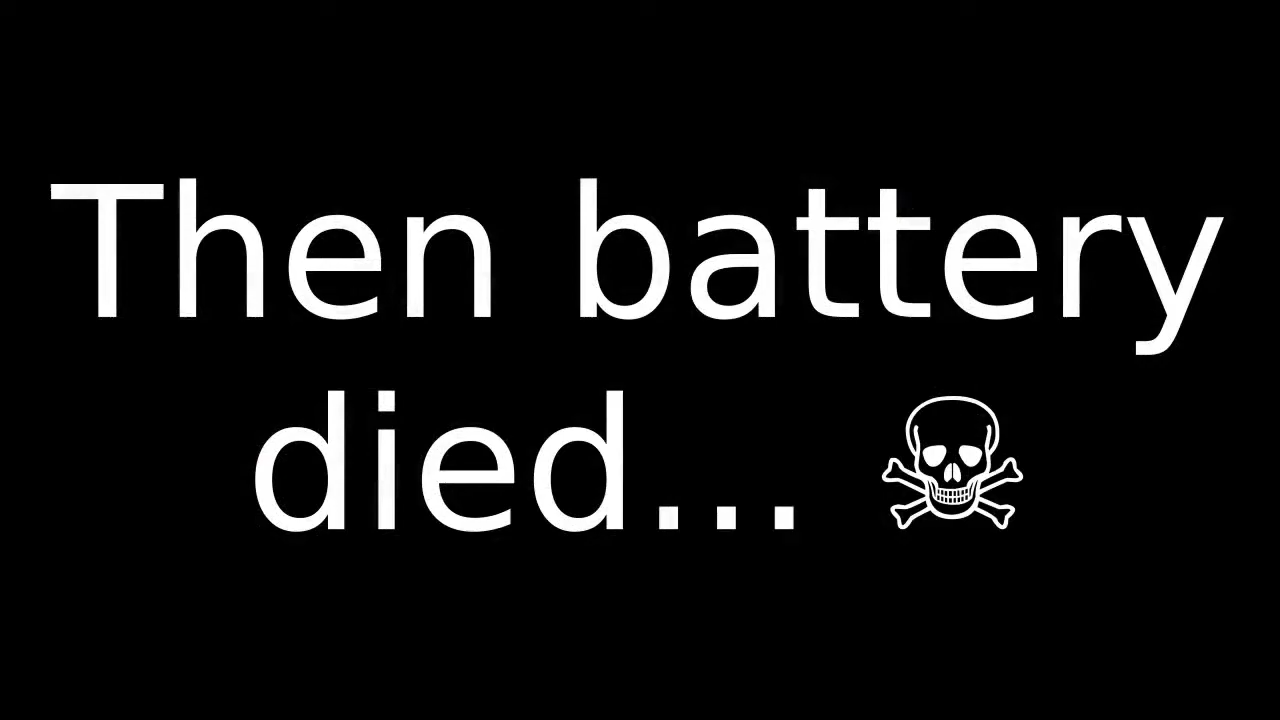 Then battery
died... ☠